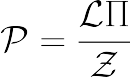 𝒫 = ℒΠ / 𝒵